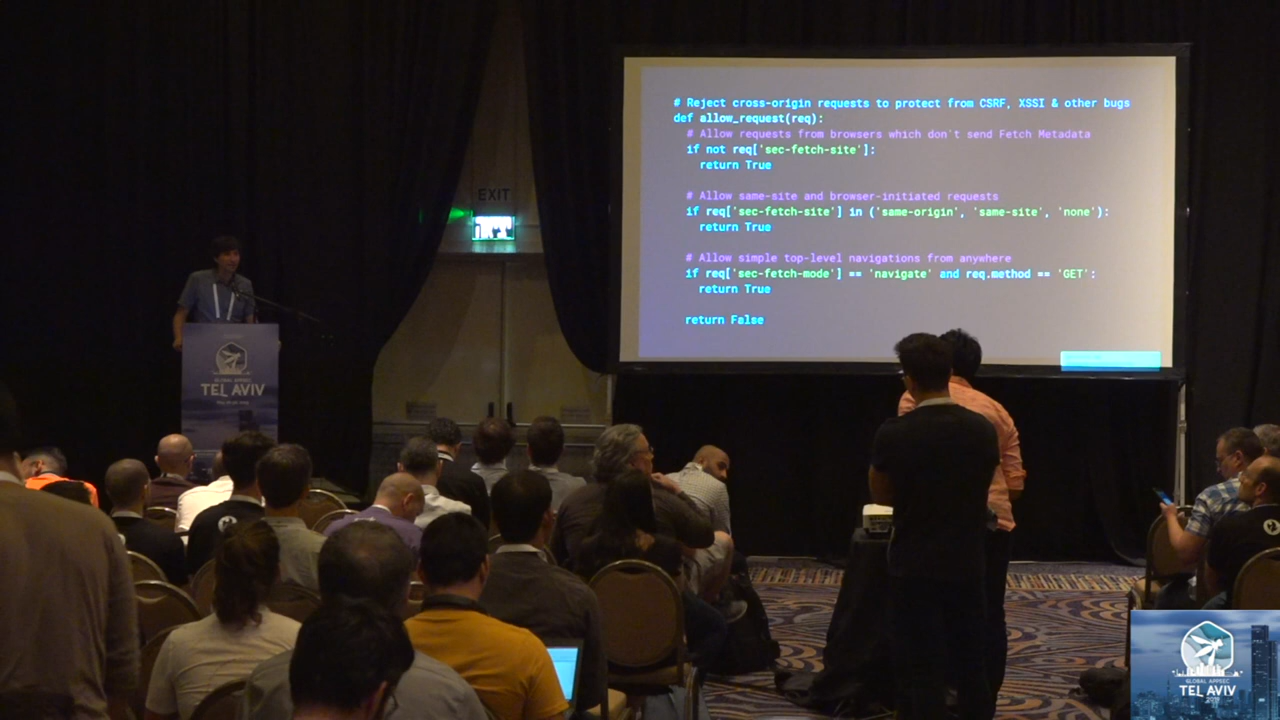 # Reject cross-origin requests to protect from CSRF, XSSI & other bugs
def allow_request(req):
# Allow requests from browsers which don't send Fetch Metadata
if not req['sec-fetch-site']:
return True
# Allow same-site and browser-initiated requests
if req['sec-fetch-site'] in ('same-origin', 'same-site', 'none'):
return True
# Allow simple top-level navigations from anywhere
if req['sec-fetch-mode'] == 'navigate' and req.method == 'GET':
return True
return False
EXIT
GLOBAL APPSEC
TEL AVIV
GLOBAL APPSEC
TEL AVIV
2019